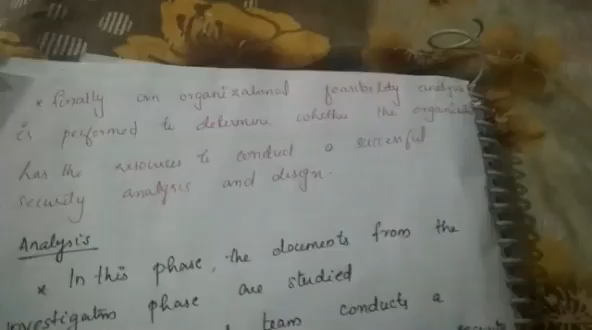 * Finally an organizational feasibility analysis
is performed to determine whether the organizati
has the resources to conduct a successful
security analysis and design.
Analysis
* In this phase, the documents from the
investigation phase are studied
team conducts a